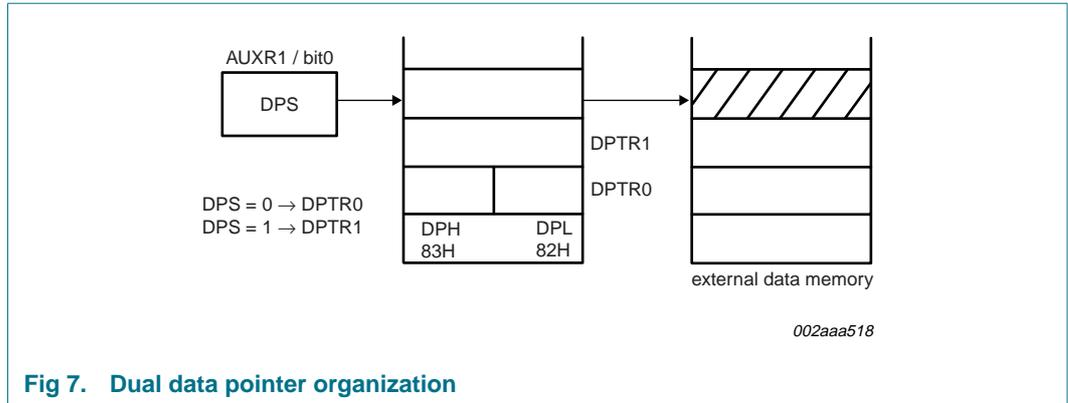 AUXR1 / bit0
DPS
DPTR1
DPTR0
DPS = 0 → DPTR0
DPS = 1 → DPTR1
DPH DPL
83H 82H
external data memory
002aaa518
Fig 7. Dual data pointer organization